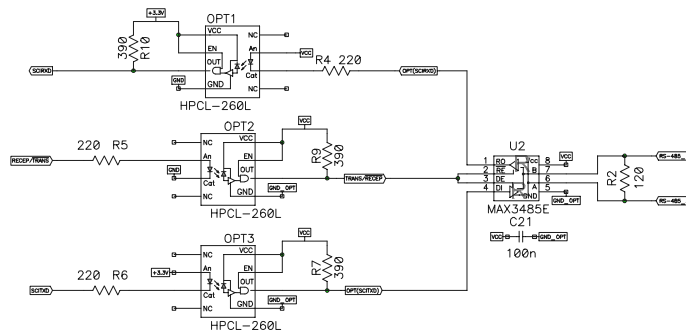 OPT1
+3.3V
VCC
NC
390
R10
EN
An
VCC
OUT
R4 220
SCIRXD
Cat
OPT(SCIRXD)
GND
GND
NC
HPCL-260L
OPT2
VCC
NC
VCC
U2
220 R5
An
EN
R9
390
1 RO
VCC 8
VCC
RS-485_
RECEP/TRANS
OUT
2 RE
B 7
GND
Cat
TRANS/RECEP
3 DE
A 6
R2
120
NC
GND
GND_OPT
4 DI
GND 5
GND_OPT
RS-485_
HPCL-260L
MAX3485E
C21
OPT3
VCC
VCC
GND_OPT
NC
VCC
100n
220 R6
+3.3V
An
EN
R7
390
OUT
SCITXD
Cat
OPT(SCITXD)
NC
GND
GND_OPT
HPCL-260L